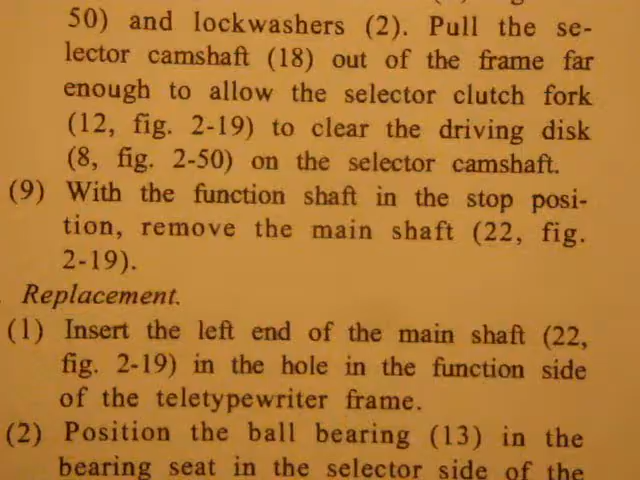 50) and lockwashers (2). Pull the se-
lector camshaft (18) out of the frame far
enough to allow the selector clutch fork
(12, fig. 2-19) to clear the driving disk
(8, fig. 2-50) on the selector camshaft.
(9) With the function shaft in the stop posi-
tion, remove the main shaft (22, fig.
2-19).
Replacement.
(1) Insert the left end of the main shaft (22,
fig. 2-19) in the hole in the function side
of the teletypewriter frame.
(2) Position the ball bearing (13) in the
bearing seat in the selector side of the